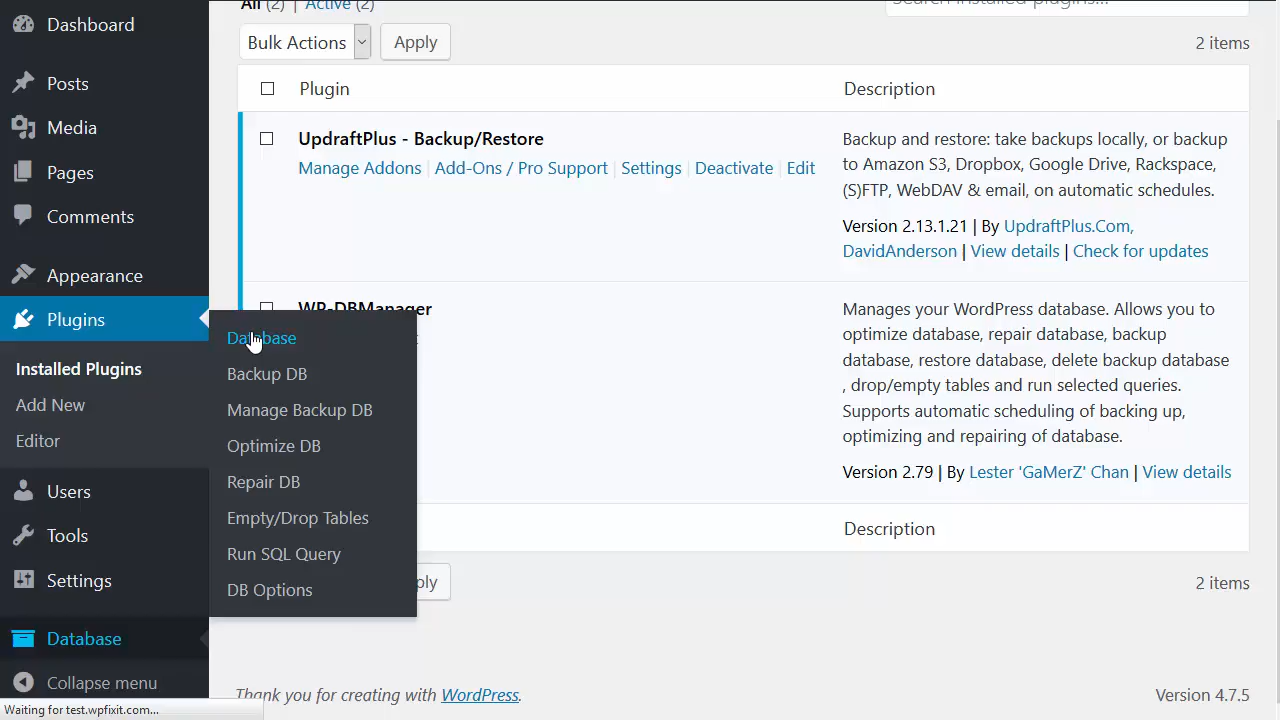 Dashboard
Posts
Media
Pages
Comments
Appearance
Plugins
Installed Plugins
Add New
Editor
Users
Tools
Settings
Database
Collapse menu
Waiting for test.wpfixit.com...
Database
Backup DB
Manage Backup DB
Optimize DB
Repair DB
Empty/Drop Tables
Run SQL Query
DB Options
All (2) | Active (2)
Search installed plugins...
Bulk Actions Apply 2 items
Plugin Description
UpdraftPlus - Backup/Restore
Manage Addons | Add-Ons / Pro Support | Settings | Deactivate | Edit
Backup and restore: take backups locally, or backup
to Amazon S3, Dropbox, Google Drive, Rackspace,
(S)FTP, WebDAV & email, on automatic schedules.
Version 2.13.1.21 | By UpdraftPlus.Com,
DavidAnderson | View details | Check for updates
WP-DBManager
Manages your WordPress database. Allows you to
optimize database, repair database, backup
database, restore database, delete backup database
, drop/empty tables and run selected queries.
Supports automatic scheduling of backing up,
optimizing and repairing of database.
Version 2.79 | By Lester 'GaMerZ' Chan | View details
Description
ply 2 items
Thank you for creating with WordPress.
Version 4.7.5